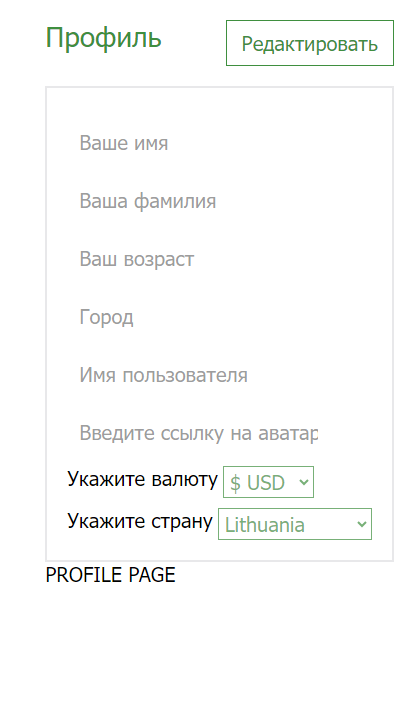 Профиль
Редактировать
Ваше имя
Ваша фамилия
Ваш возраст
Город
Имя пользователя
Введите ссылку на аватар
Укажите валюту $ USD
Укажите страну Lithuania
PROFILE PAGE